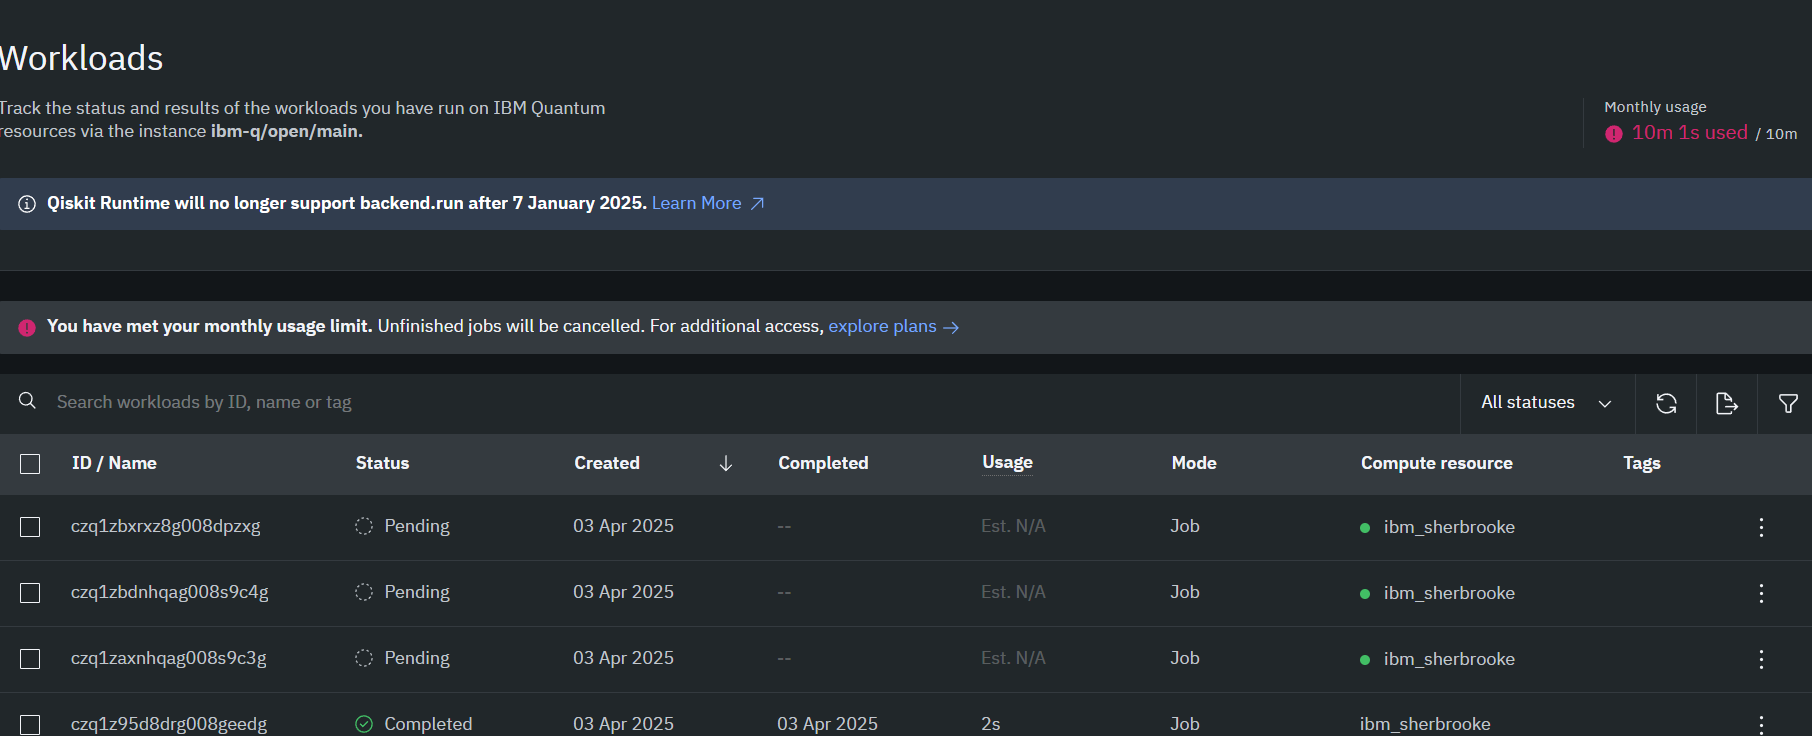 Workloads
Track the status and results of the workloads you have run on IBM Quantum
resources via the instance ibm-q/open/main.
Monthly usage
10m 1s used / 10m
Qiskit Runtime will no longer support backend.run after 7 January 2025. Learn More
You have met your monthly usage limit. Unfinished jobs will be cancelled. For additional access, explore plans
Search workloads by ID, name or tag
All statuses
ID / Name Status Created Completed Usage Mode Compute resource Tags
czq1zbxrxz8g008dpzxg Pending 03 Apr 2025 -- Est. N/A Job ibm_sherbrooke
czq1zbdnhqag008s9c4g Pending 03 Apr 2025 -- Est. N/A Job ibm_sherbrooke
czq1zaxnhqag008s9c3g Pending 03 Apr 2025 -- Est. N/A Job ibm_sherbrooke
czq1z95d8drg008geedg Completed 03 Apr 2025 03 Apr 2025 2s Job ibm_sherbrooke